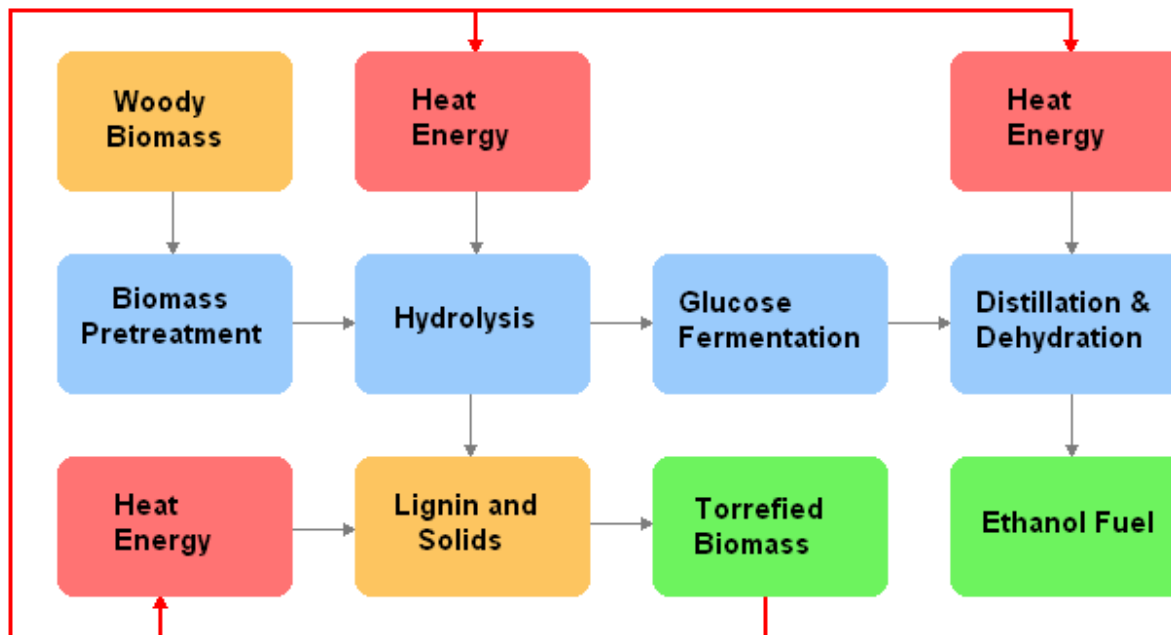 Woody
Biomass
Heat
Energy
Heat
Energy
Biomass
Pretreatment
Hydrolysis
Glucose
Fermentation
Distillation &
Dehydration
Heat
Energy
Lignin and
Solids
Torrefied
Biomass
Ethanol Fuel